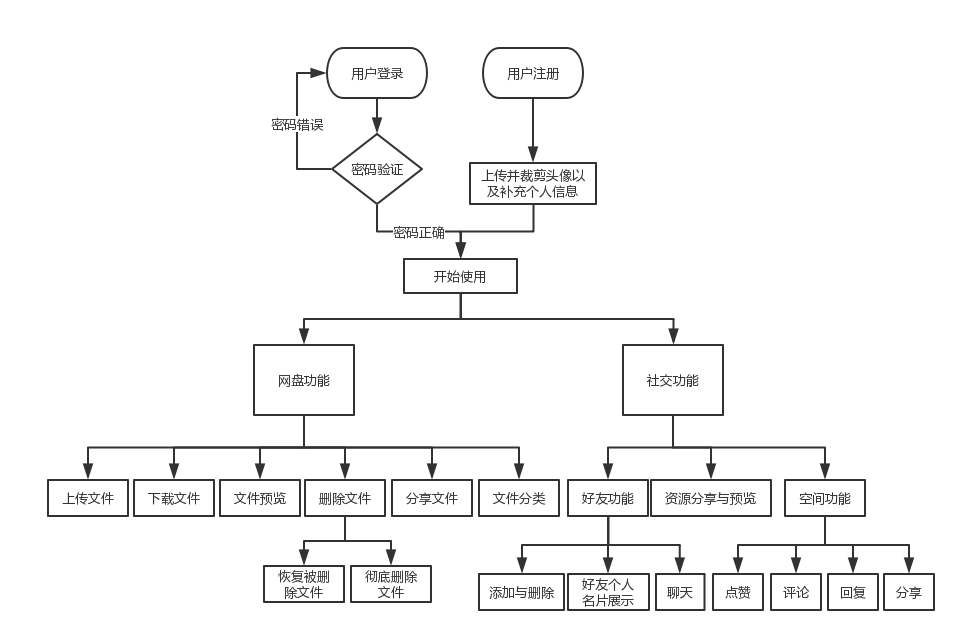 用户登录
用户注册
密码错误
密码验证
上传并裁剪头像以
及补充个人信息
密码正确
开始使用
网盘功能
社交功能
上传文件
下载文件
文件预览
删除文件
分享文件
文件分类
好友功能
资源分享与预览
空间功能
恢复被删
除文件
彻底删除
文件
添加与删除
好友个人
名片展示
聊天
点赞
评论
回复
分享